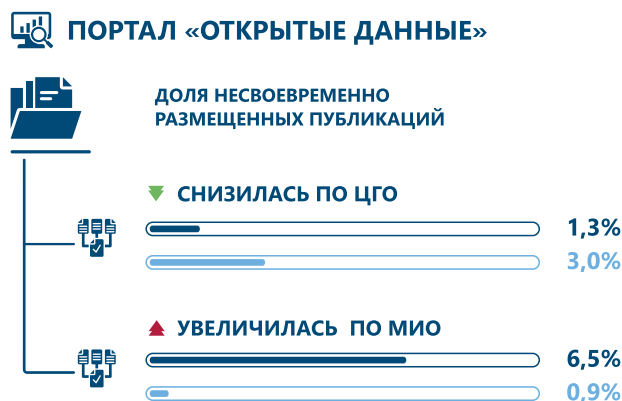 ПОРТАЛ «ОТКРЫТЫЕ ДАННЫЕ»
ДОЛЯ НЕСВОЕВРЕМЕННО
РАЗМЕЩЕННЫХ ПУБЛИКАЦИЙ
СНИЗИЛАСЬ ПО ЦГО
1,3%
3,0%
УВЕЛИЧИЛАСЬ ПО МИО
6,5%
0,9%